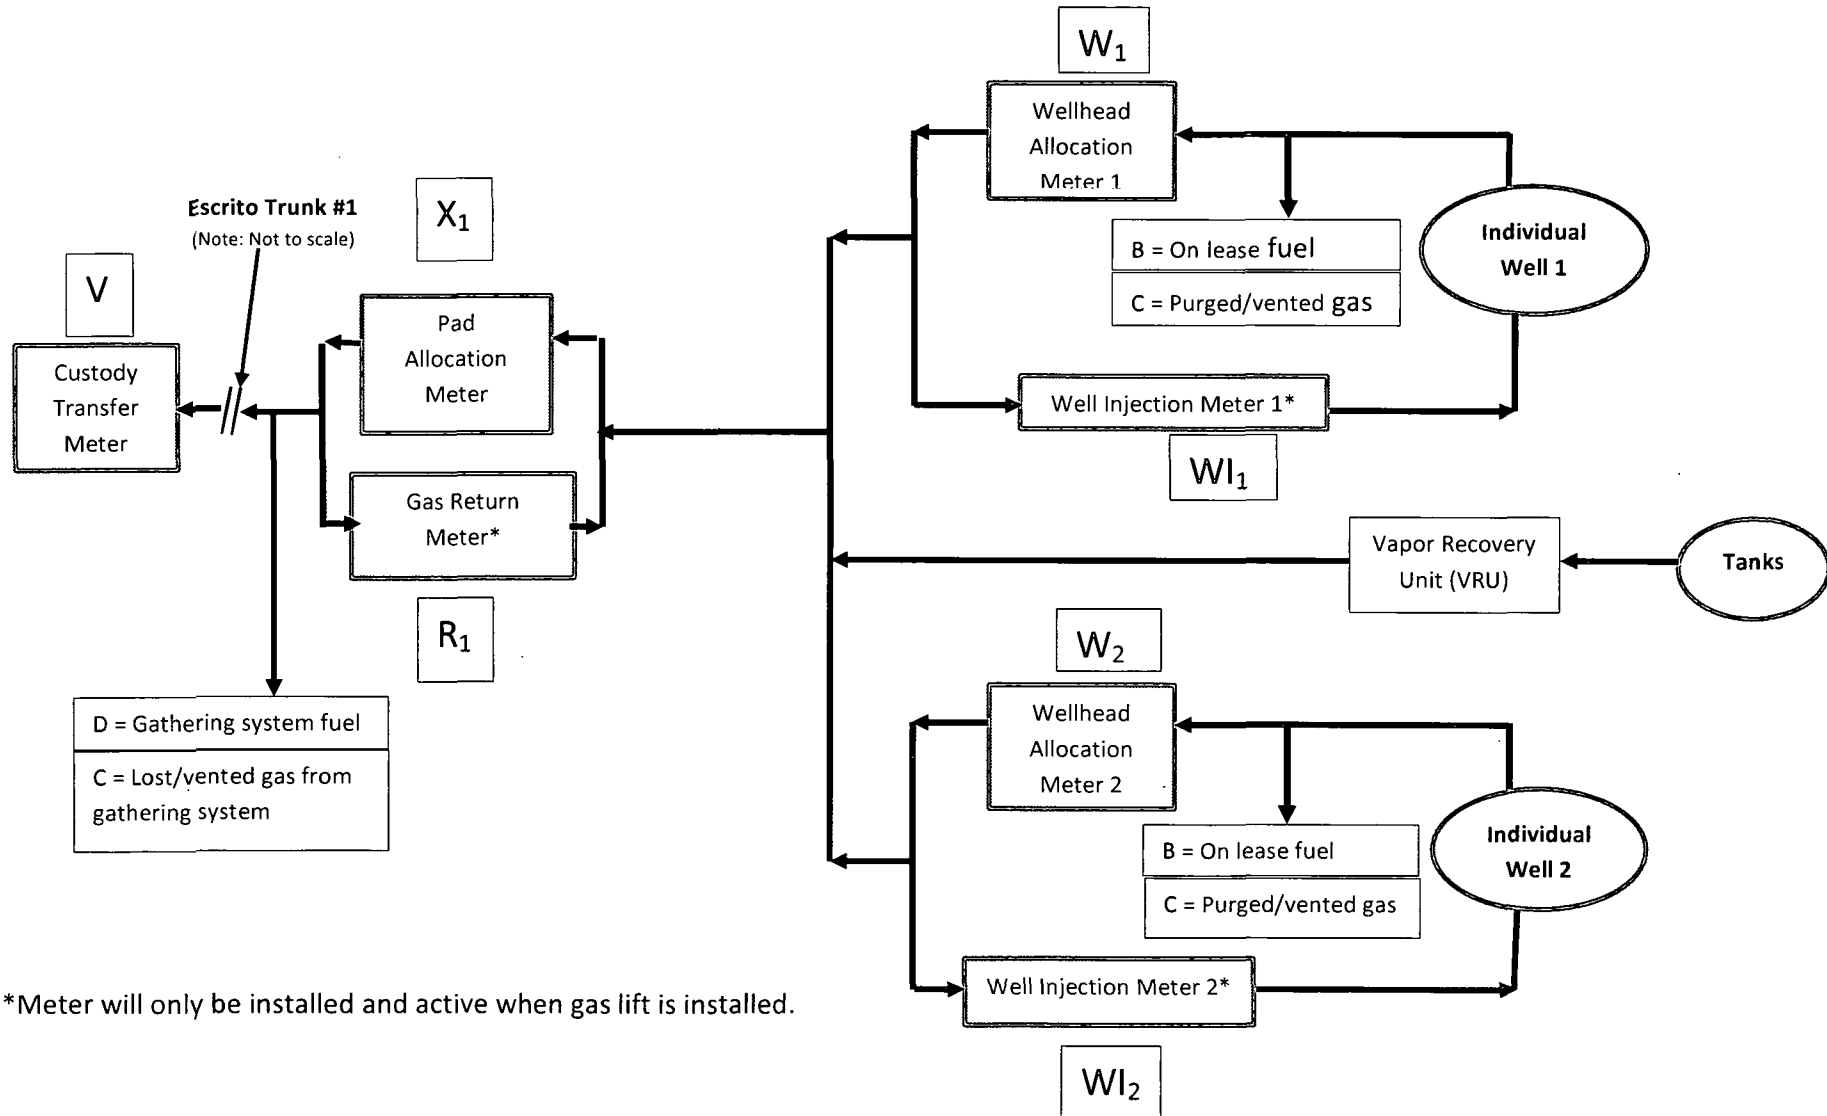 W₁
Wellhead
Allocation
Meter 1
Escrito Trunk #1
(Note: Not to scale)
X₁
V
B = On lease fuel
C = Purged/vented gas
Individual
Well 1
Pad
Allocation
Meter
Custody
Transfer
Meter
Well Injection Meter 1*
WI₁
Gas Return
Meter*
R₁
Vapor Recovery
Unit (VRU)
Tanks
W₂
Wellhead
Allocation
Meter 2
D = Gathering system fuel
C = Lost/vented gas from
gathering system
B = On lease fuel
C = Purged/vented gas
Individual
Well 2
Well Injection Meter 2*
WI₂
*Meter will only be installed and active when gas lift is installed.